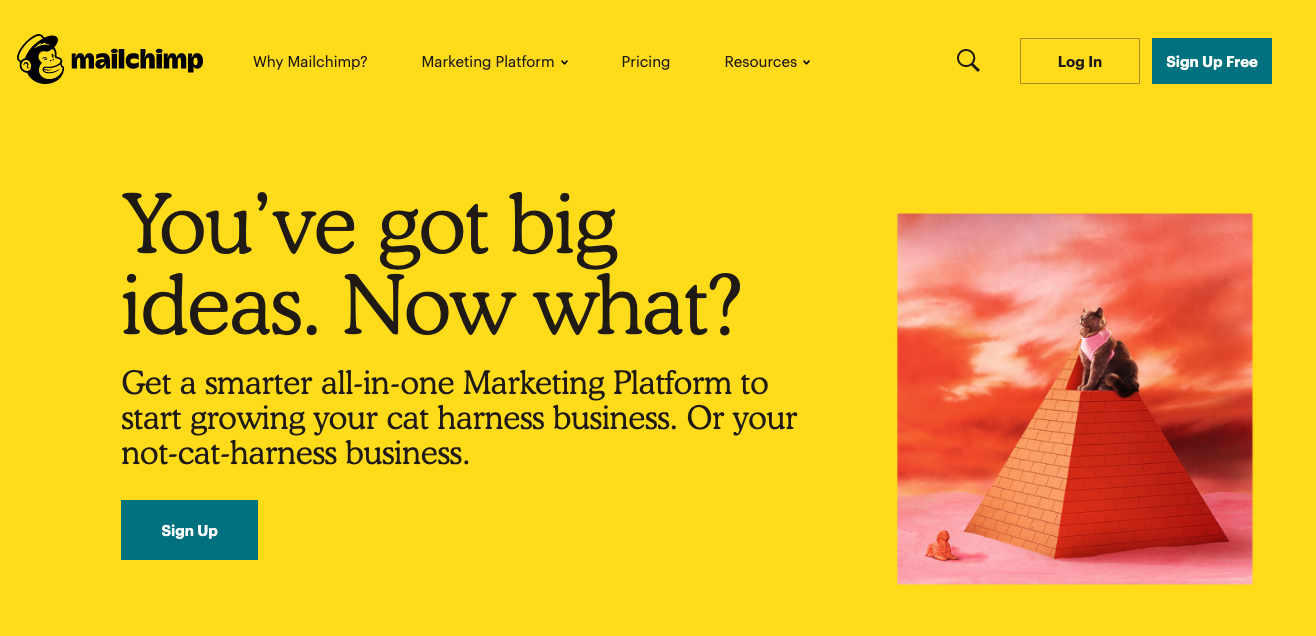 mailchimp
Why Mailchimp?
Marketing Platform
Pricing
Resources
Log In
Sign Up Free
You’ve got big
ideas. Now what?
Get a smarter all-in-one Marketing Platform to
start growing your cat harness business. Or your
not-cat-harness business.
Sign Up